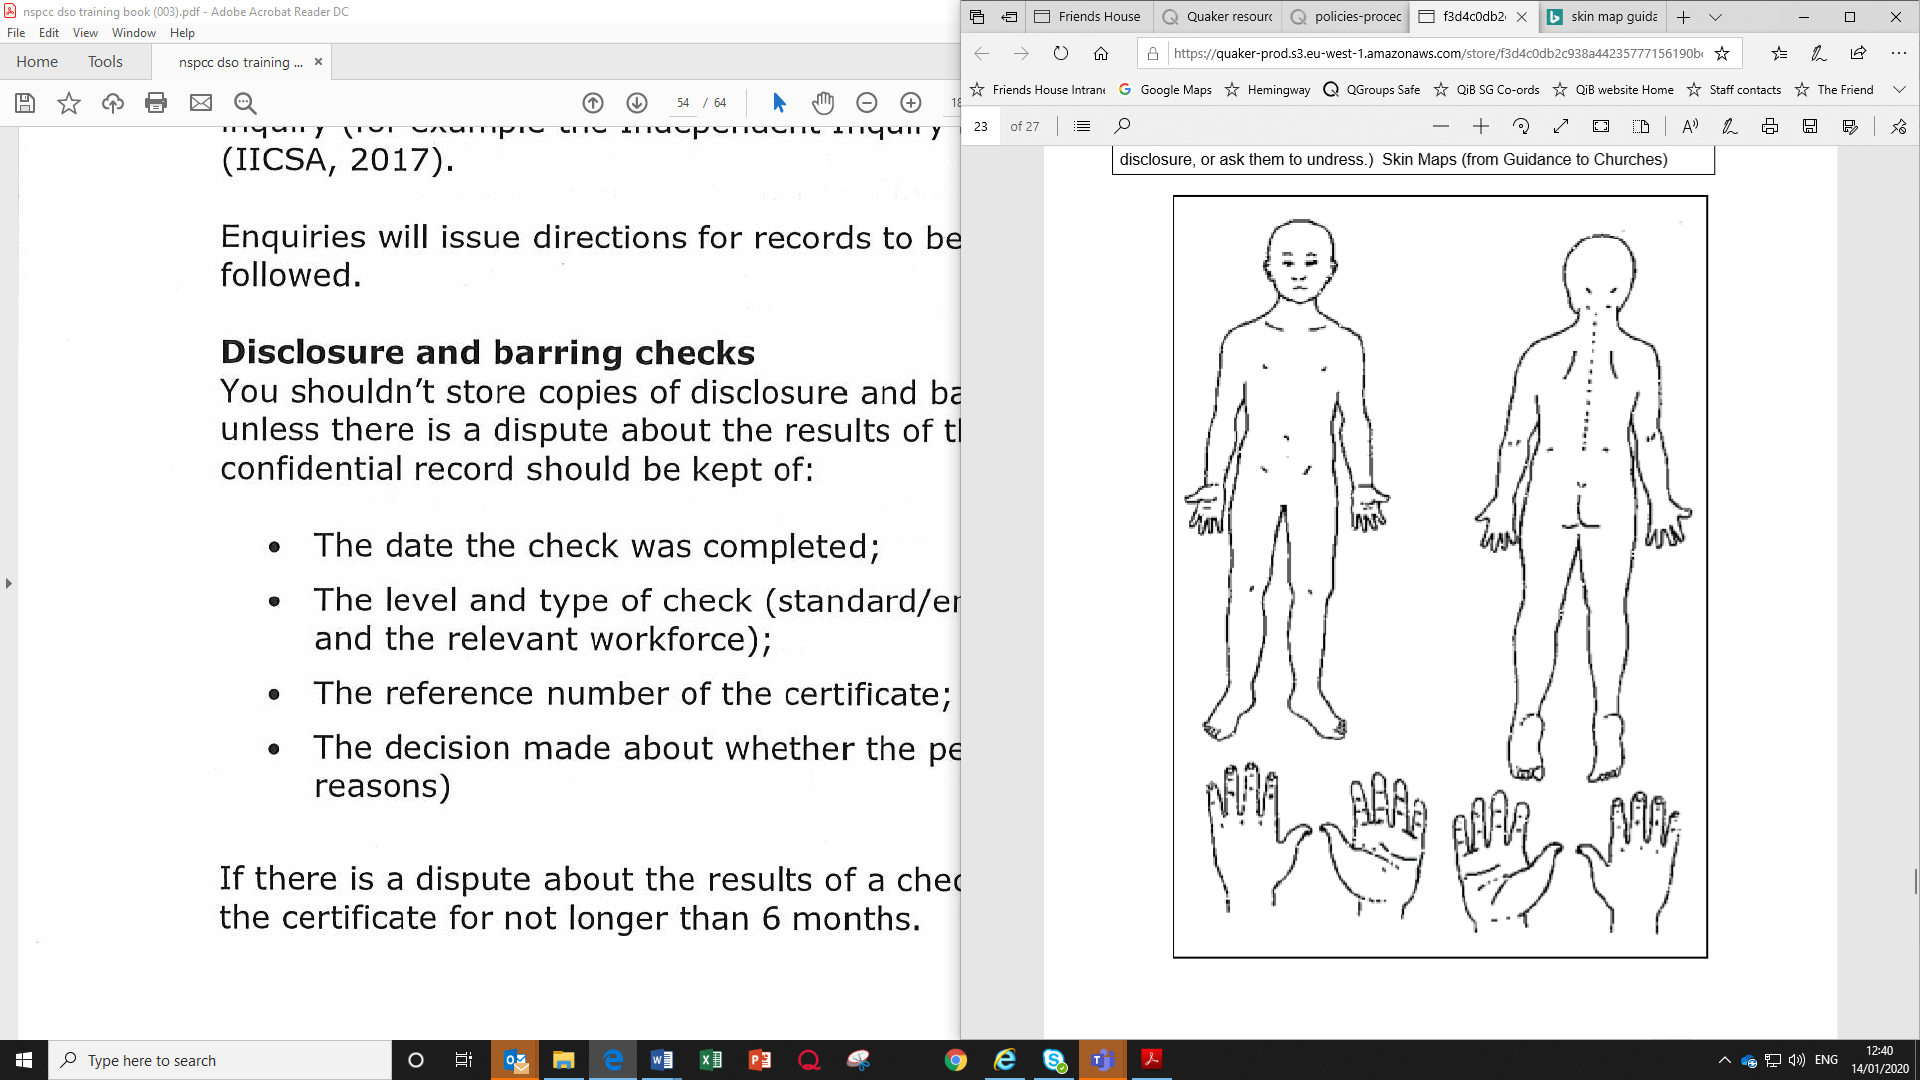 nspcc dso training book (003).pdf - Adobe Acrobat Reader DC
File Edit View Window Help
Home Tools nspcc dso training ... ×
54 / 64
inquiry (for example the Independent Inquiry
(IICSA, 2017).
Enquiries will issue directions for records to be
followed.
Disclosure and barring checks
You shouldn't store copies of disclosure and ba
unless there is a dispute about the results of th
confidential record should be kept of:
• The date the check was completed;
• The level and type of check (standard/en
and the relevant workforce);
• The reference number of the certificate;
• The decision made about whether the pe
reasons)
If there is a dispute about the results of a chec
the certificate for not longer than 6 months.
Friends House Quaker resourc policies-proced f3d4c0db2 skin map guida
https://quaker-prod.s3.eu-west-1.amazonaws.com/store/f3d4c0db2c938a44235777156190b
Friends House Intrane Google Maps Hemingway QGroups Safe QiB SG Co-ords QiB website Home Staff contacts The Friend
23 of 27
disclosure, or ask them to undress.) Skin Maps (from Guidance to Churches)
Type here to search
ENG
12:40
14/01/2020